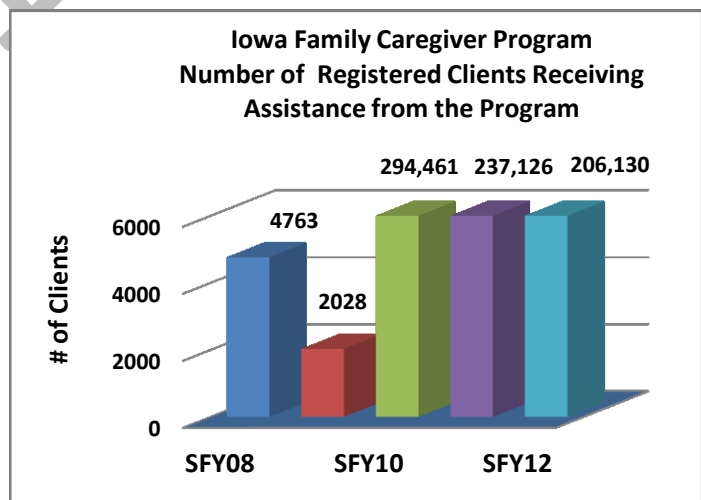 Iowa Family Caregiver Program
Number of Registered Clients Receiving
Assistance from the Program
294,461 237,126 206,130
4763
2028
# of Clients
6000
4000
2000
0
SFY08 SFY10 SFY12